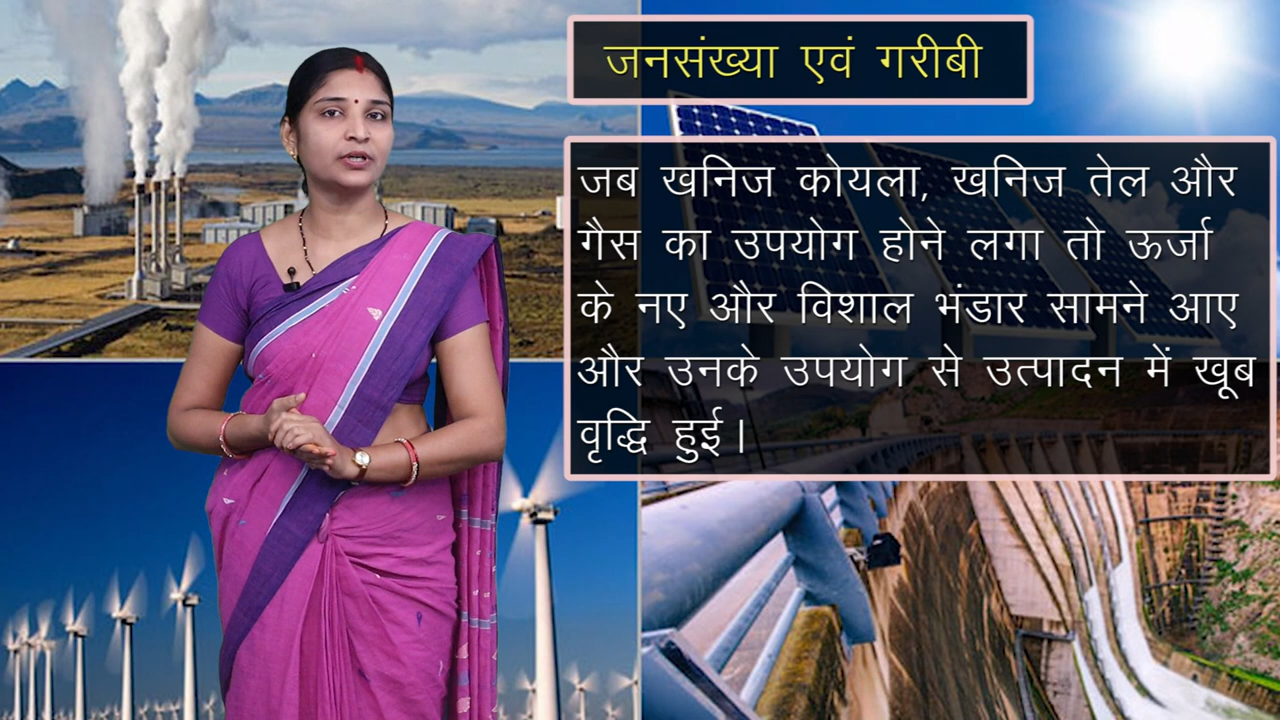 जनसंख्या एवं गरीबी
जब खनिज कोयला, खनिज तेल और
गैस का उपयोग होने लगा तो ऊर्जा
के नए और विशाल भंडार सामने आए
और उनके उपयोग से उत्पादन में खूब
वृद्धि हुई।